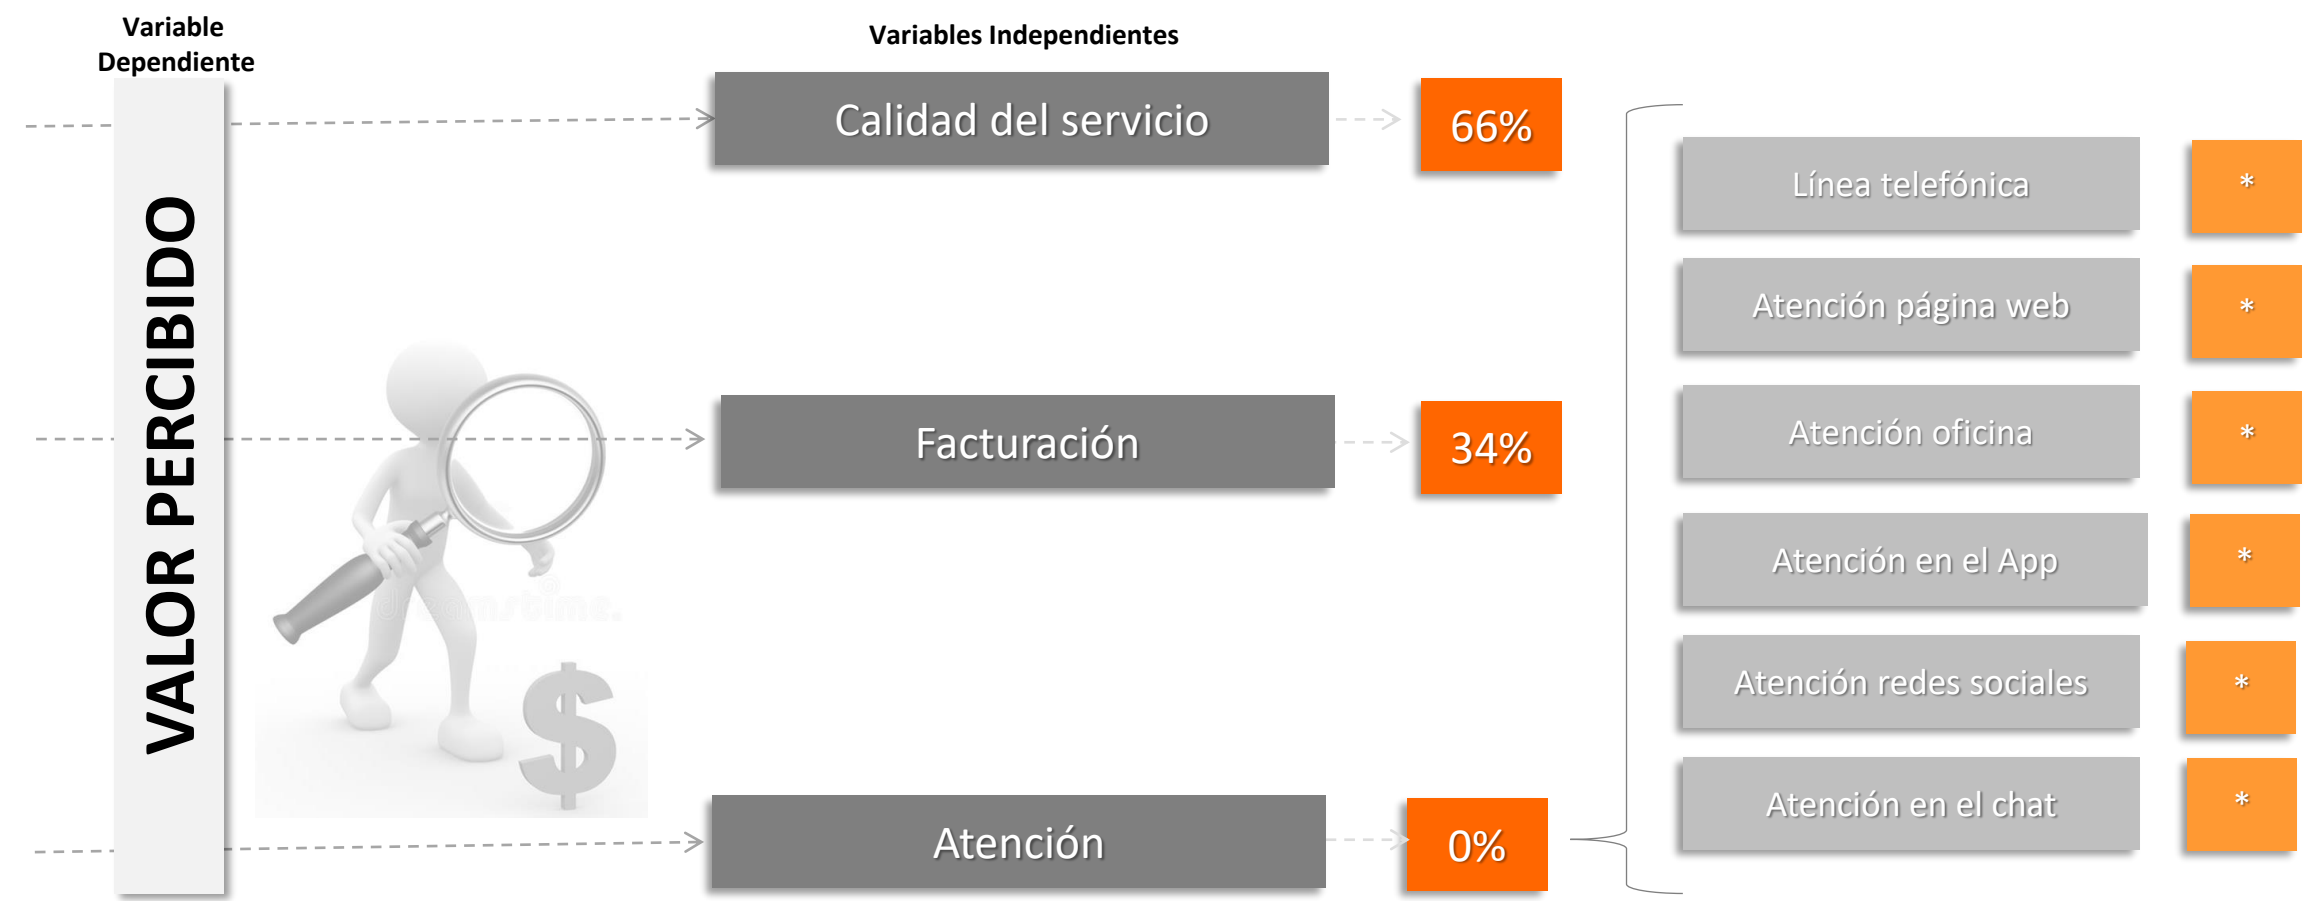 Variable
Dependiente
Variables Independientes
VALOR PERCIBIDO
Calidad del servicio
66%
Facturación
34%
Atención
0%
Línea telefónica
*
Atención página web
*
Atención oficina
*
Atención en el App
*
Atención redes sociales
*
Atención en el chat
*
dreamstime.